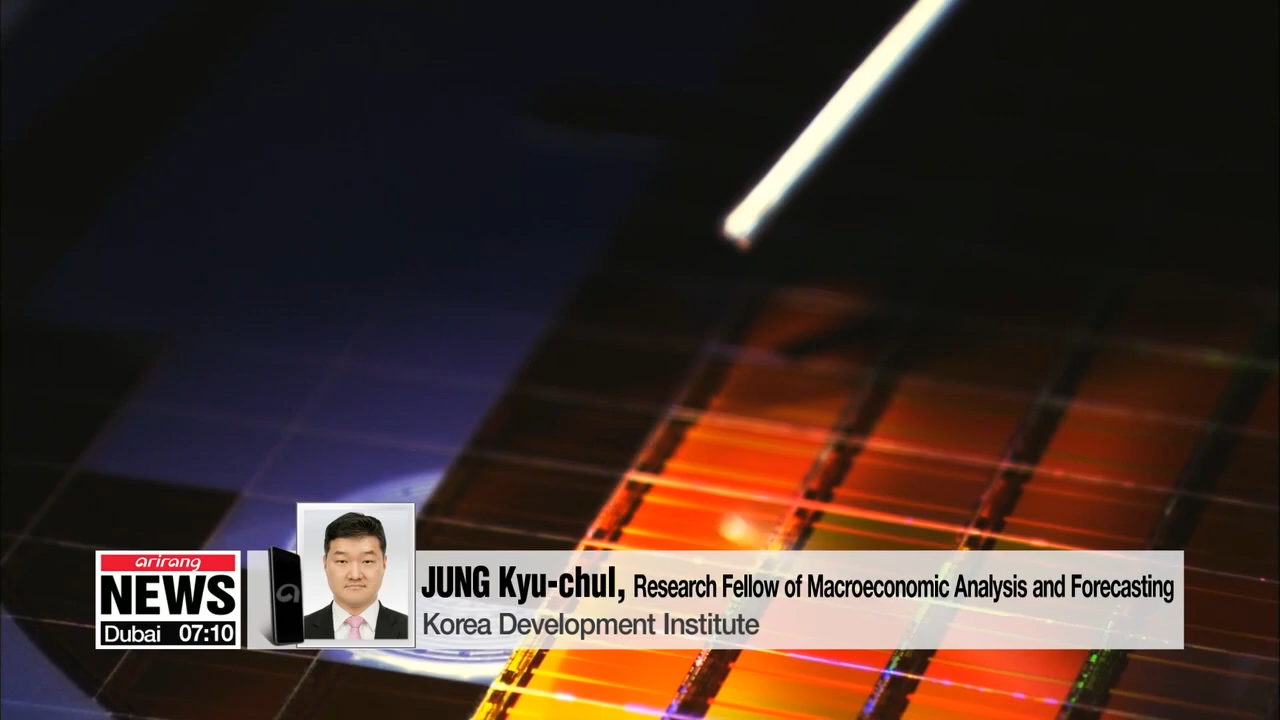 arirang
NEWS
Dubai 07:10
JUNG Kyu-chul, Research Fellow of Macroeconomic Analysis and Forecasting
Korea Development Institute